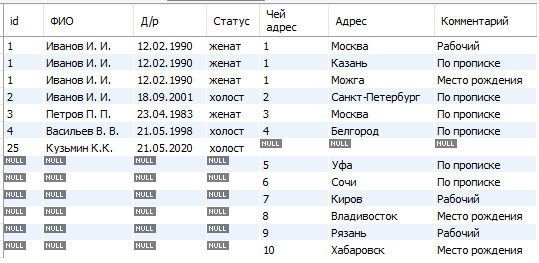 id ФИО Д/р Статус Чей адрес Адрес Комментарий
1 Иванов И. И. 12.02.1990 женат 1 Москва Рабочий
1 Иванов И. И. 12.02.1990 женат 1 Казань По прописке
1 Иванов И. И. 12.02.1990 женат 1 Можга Место рождения
2 Иванов И. И. 18.09.2001 холост 2 Санкт-Петербург По прописке
3 Петров П. П. 23.04.1983 женат 3 Москва По прописке
4 Васильев В. В. 21.05.1998 холост 4 Белгород По прописке
25 Кузьмин К.К. 21.05.2020 холост NULL NULL NULL
NULL NULL NULL NULL 5 Уфа По прописке
NULL NULL NULL NULL 6 Сочи По прописке
NULL NULL NULL NULL 7 Киров Рабочий
NULL NULL NULL NULL 8 Владивосток Место рождения
NULL NULL NULL NULL 9 Рязань Рабочий
NULL NULL NULL NULL 10 Хабаровск Место рождения